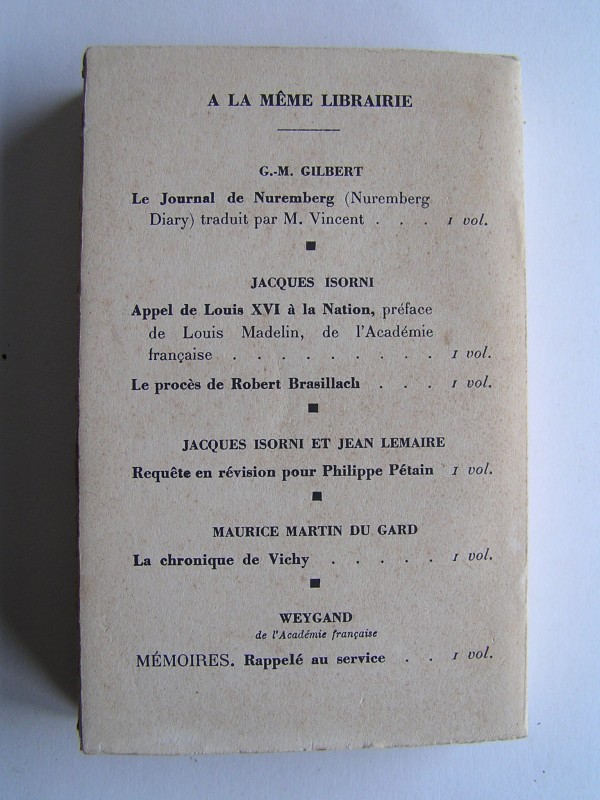 A LA MÊME LIBRAIRIE
G.-M. GILBERT
Le Journal de Nuremberg (Nuremberg
Diary) traduit par M. Vincent . . . 1 vol.
JACQUES ISORNI
Appel de Louis XVI à la Nation, préface
de Louis Madelin, de l'Académie
française . . . . . . . . . 1 vol.
Le procès de Robert Brasillach . . . 1 vol.
JACQUES ISORNI ET JEAN LEMAIRE
Requête en révision pour Philippe Pétain 1 vol.
MAURICE MARTIN DU GARD
La chronique de Vichy . . . . . 1 vol.
WEYGAND
de l'Académie française
MÉMOIRES. Rappelé au service . . 1 vol.